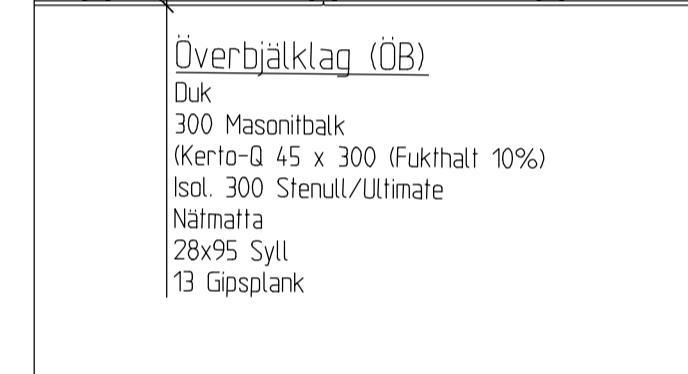 Överbjälklag (ÖB)
Duk
300 Masonitbalk
(Kerto-Q 45 x 300 (Fukthalt 10%)
Isol. 300 Stenull/Ultimate
Nätmatta
28x95 Syll
13 Gipsplank